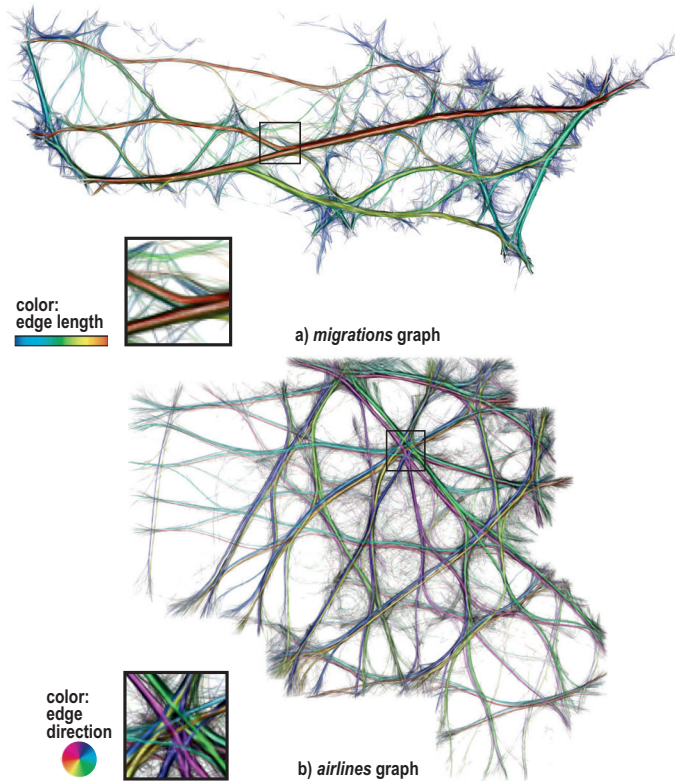 color:
edge length
a) migrations graph
color:
edge
direction
b) airlines graph